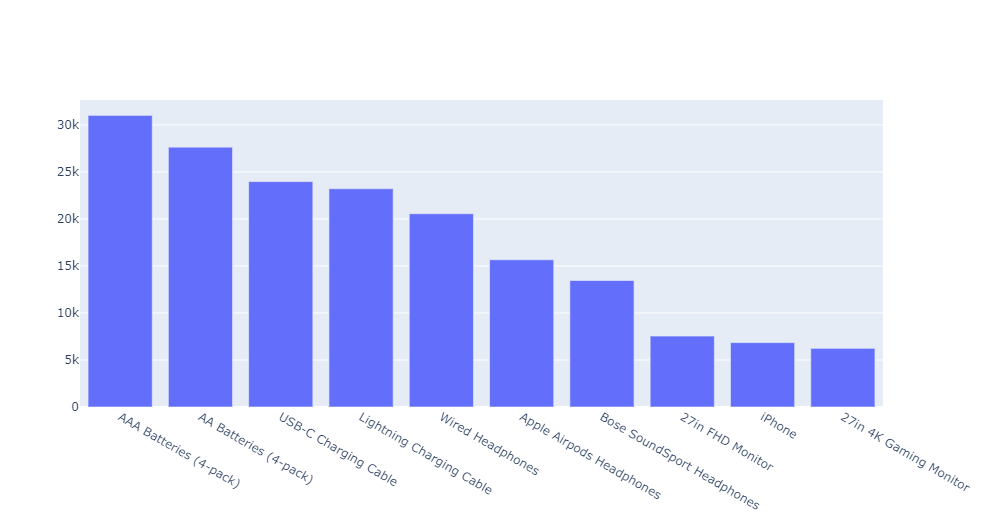 30k
25k
20k
15k
10k
5k
0
AAA Batteries (4-pack)
AA Batteries (4-pack)
USB-C Charging Cable
Lightning Charging Cable
Wired Headphones
Apple Airpods Headphones
Bose SoundSport Headphones
27in FHD Monitor
iPhone
27in 4K Gaming Monitor